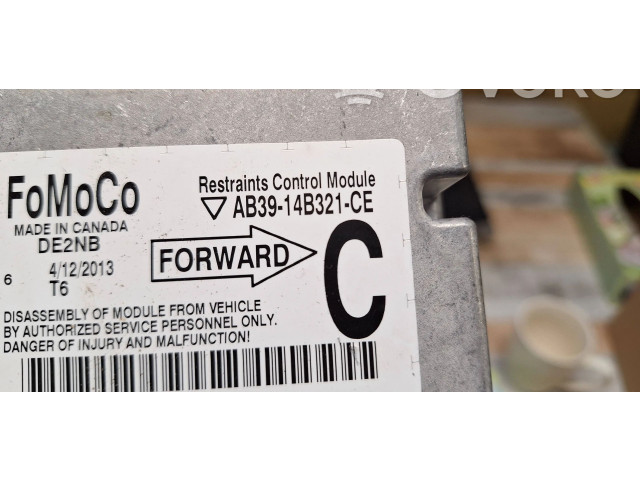 FoMoCo
MADE IN CANADA
DE2NB
6 4/12/2013
T6
Restraints Control Module
▽ AB39-14B321-CE
FORWARD
C
DISASSEMBLY OF MODULE FROM VEHICLE
BY AUTHORIZED SERVICE PERSONNEL ONLY.
DANGER OF INJURY AND MALFUNCTION!